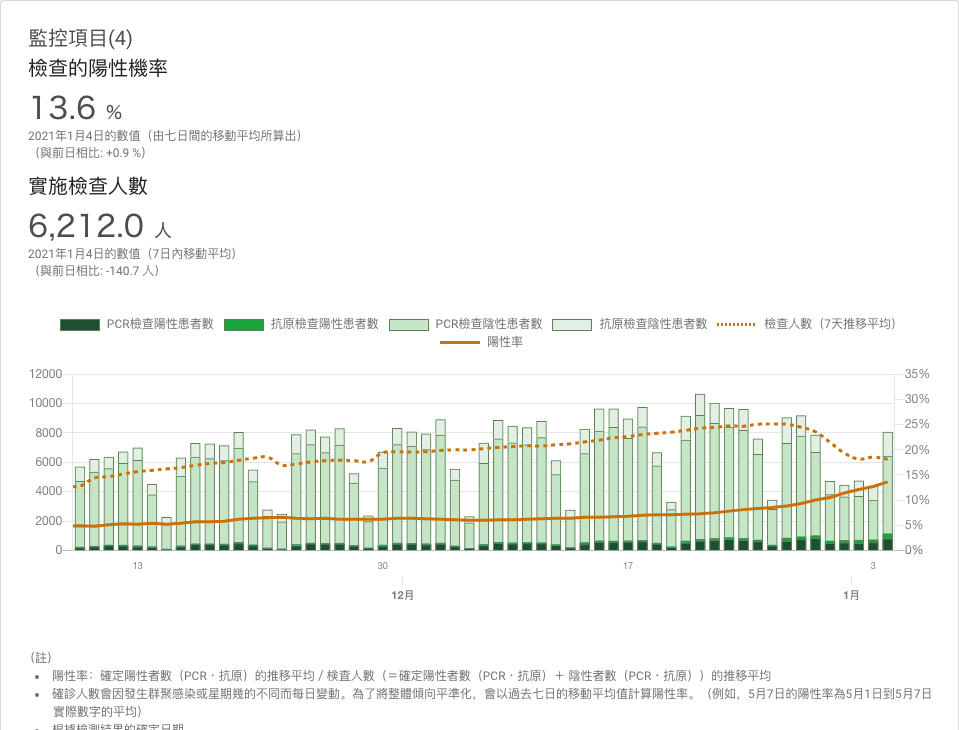 監控項目(4)
檢查的陽性機率
13.6 %
2021年1月4日的數值（由七日間的移動平均所算出）
（與前日相比: +0.9 %）
實施檢查人數
6,212.0 人
2021年1月4日的數值（7日內移動平均）
（與前日相比: -140.7 人）
PCR檢查陽性患者數 抗原檢查陽性患者數 PCR檢查陰性患者數 抗原檢查陰性患者數 檢查人數（7天推移平均）
陽性率
12000 35%
10000 30%
8000 25%
6000 20%
4000 15%
2000 10%
0 5%
0%
13 30 17 3
12月 1月
（註）
陽性率：確定陽性者數（PCR・抗原）的推移平均 / 檢查人數（＝確定陽性者數（PCR・抗原）＋ 陰性者數（PCR・抗原））的推移平均
確診人數會因發生群聚感染或星期幾的不同而每日變動。為了將整體傾向平準化，會以過去七日的移動平均值計算陽性率。（例如，5月7日的陽性率為5月1日到5月7日
實際數字的平均）
根據檢測結果的確定日期